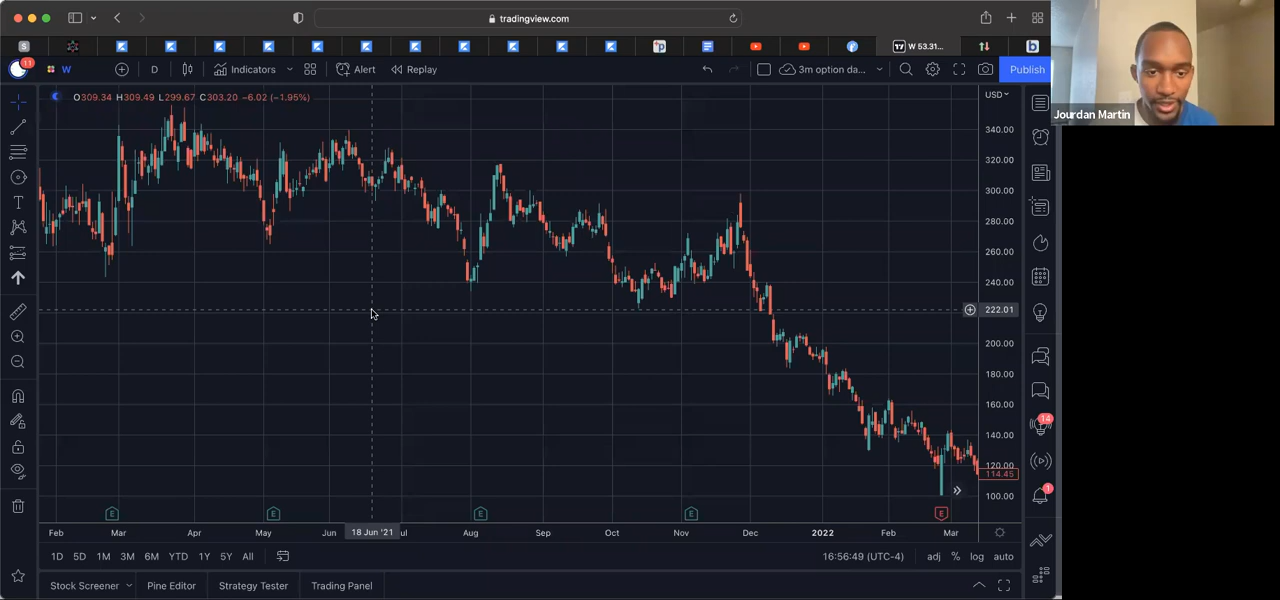 tradingview.com
S
W 53.31...
b
11
W
D
Indicators
Alert
Replay
3m option da...
Publish
O309.34 H309.49 L299.67 C303.20 −6.02 (−1.95%)
USD
Jourdan Martin
340.00
320.00
300.00
280.00
260.00
240.00
222.01
200.00
180.00
160.00
140.00
120.00
114.45
100.00
14
1
E
E
E
E
E
Feb
Mar
Apr
May
Jun
18 Jun '21
ul
Aug
Sep
Oct
Nov
Dec
2022
Feb
Mar
1D 5D 1M 3M 6M YTD 1Y 5Y All
16:56:49 (UTC-4)
adj % log auto
Stock Screener
Pine Editor
Strategy Tester
Trading Panel